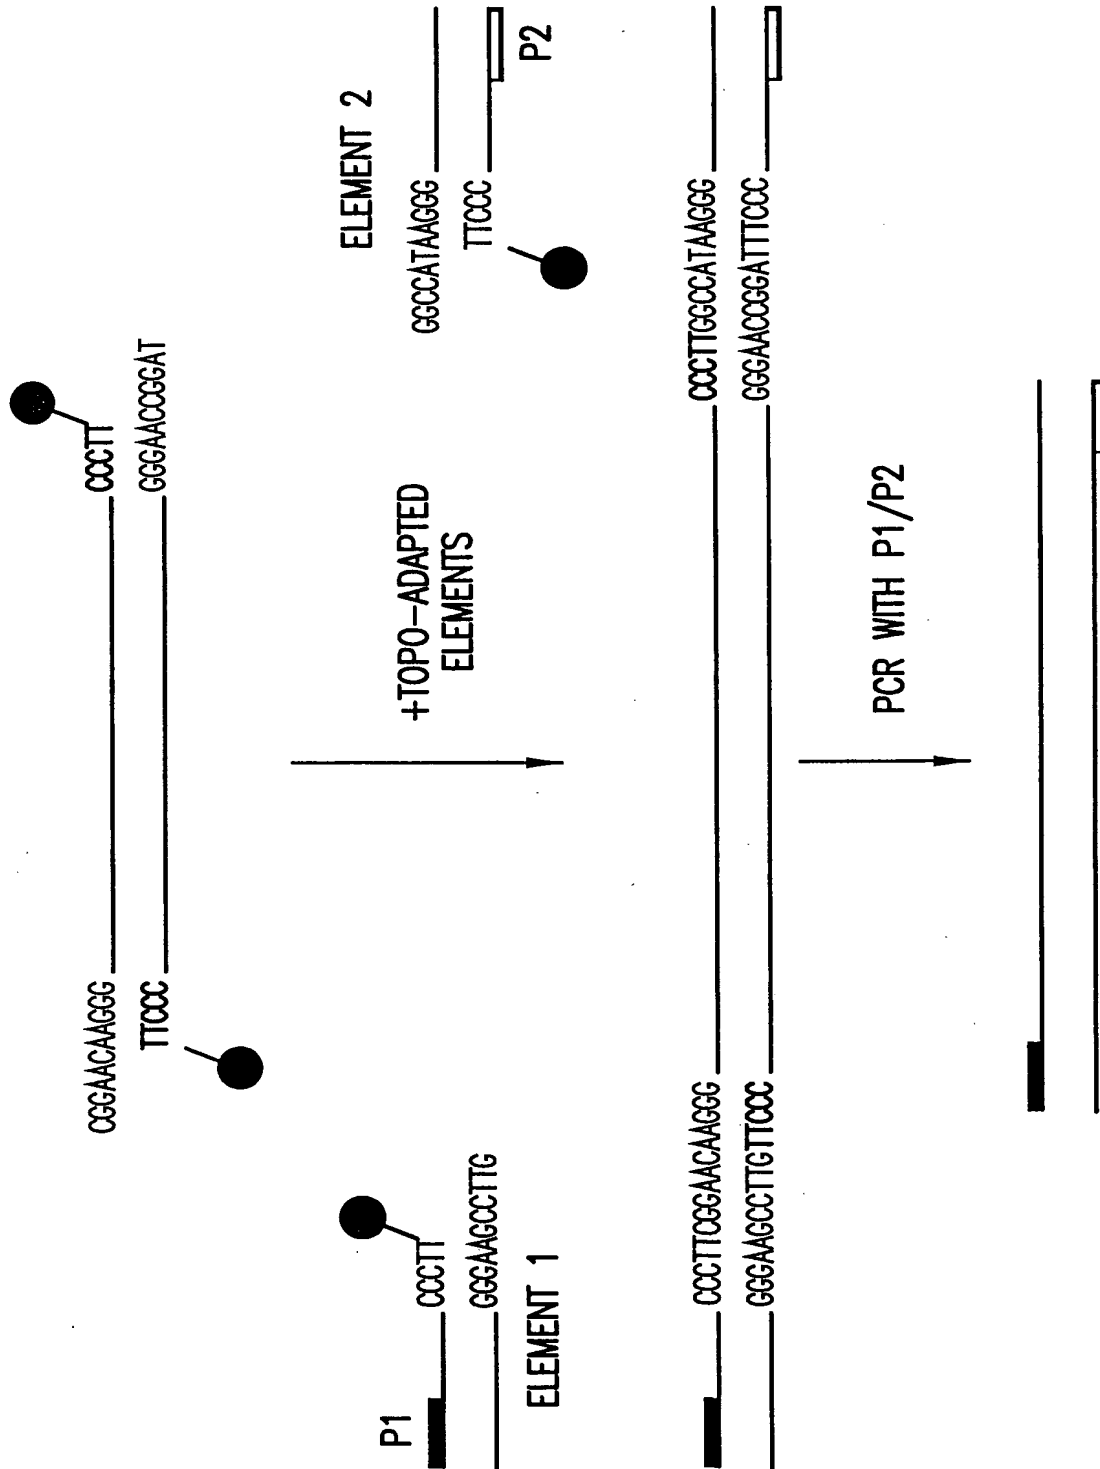 CGGAACAAGGG
CCCTT
TTCCC
GGGAACCGGAT
P1
CCCTT
GGGAAGCCTTG
ELEMENT 1
+TOPO-ADAPTED
ELEMENTS
ELEMENT 2
GGCCATAAGGG
TTCCC
P2
CCCTTCGGAACAAGGG
CCCTTGGCCATAAGGG
GGGAAGCCTTGTTCCC
GGGAACCGGATTTCCC
PCR WITH P1/P2